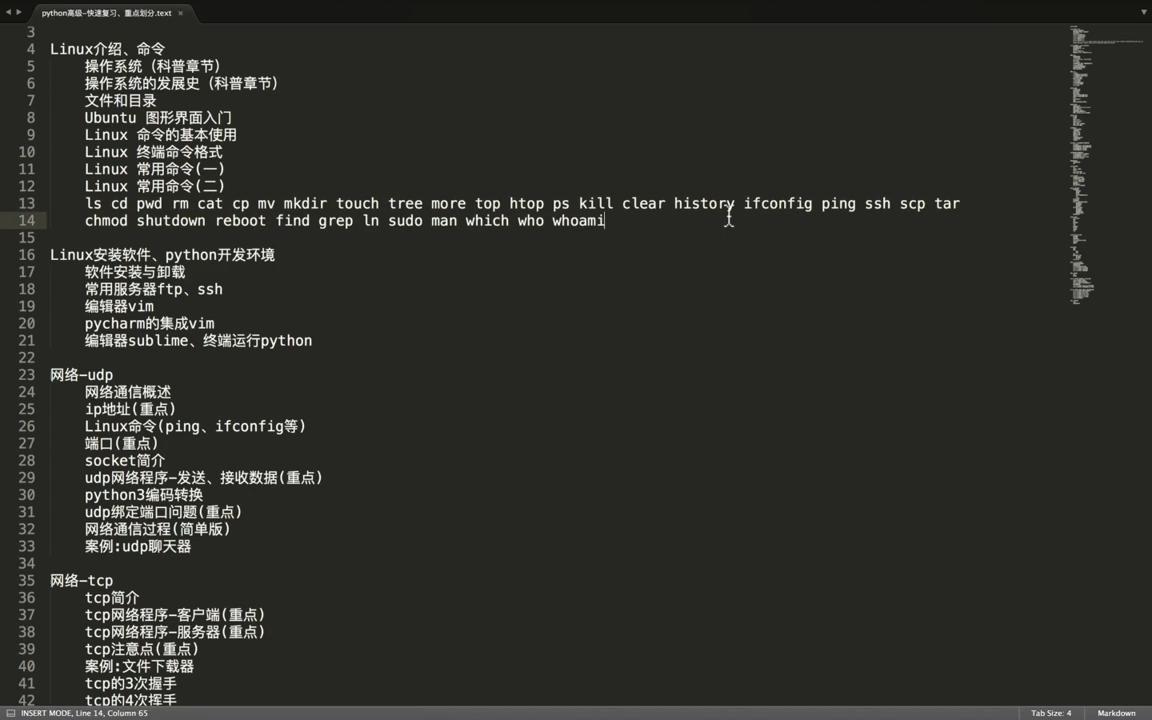 python高级-快速复习、重点划分.text
3
4 Linux介绍、命令
5 操作系统（科普章节）
6 操作系统的发展史（科普章节）
7 文件和目录
8 Ubuntu 图形界面入门
9 Linux 命令的基本使用
10 Linux 终端命令格式
11 Linux 常用命令(一)
12 Linux 常用命令(二)
13 ls cd pwd rm cat cp mv mkdir touch tree more top htop ps kill clear history ifconfig ping ssh scp tar
14 chmod shutdown reboot find grep ln sudo man which who whoami
15
16 Linux安装软件、python开发环境
17 软件安装与卸载
18 常用服务器ftp、ssh
19 编辑器vim
20 pycharm的集成vim
21 编辑器sublime、终端运行python
22
23 网络-udp
24 网络通信概述
25 ip地址(重点)
26 Linux命令(ping、ifconfig等)
27 端口(重点)
28 socket简介
29 udp网络程序-发送、接收数据(重点)
30 python3编码转换
31 udp绑定端口问题(重点)
32 网络通信过程(简单版)
33 案例:udp聊天器
34
35 网络-tcp
36 tcp简介
37 tcp网络程序-客户端(重点)
38 tcp网络程序-服务器(重点)
39 tcp注意点(重点)
40 案例:文件下载器
41 tcp的3次握手
42 tcp的4次挥手
INSERT MODE, Line 14, Column 65 Tab Size: 4 Markdown